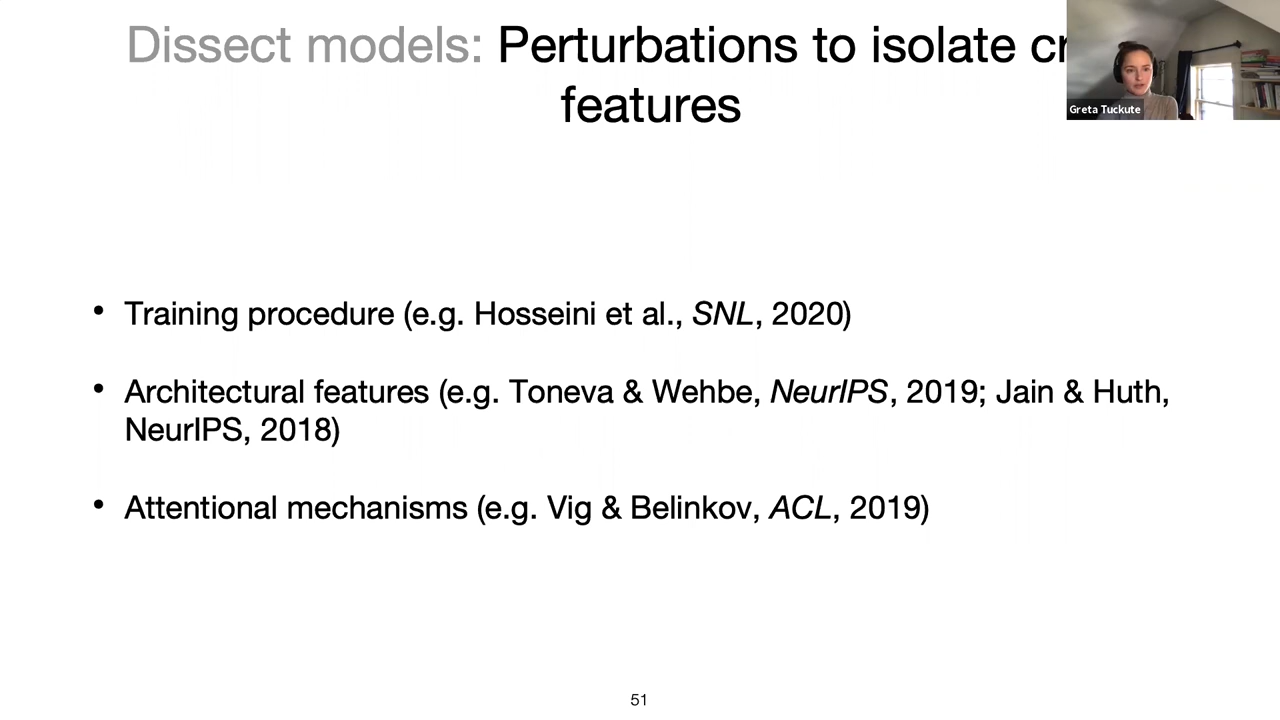 Dissect models: Perturbations to isolate
features
Greta Tuckute
• Training procedure (e.g. Hosseini et al., SNL, 2020)
• Architectural features (e.g. Toneva & Wehbe, NeurIPS, 2019; Jain & Huth,
NeurIPS, 2018)
• Attentional mechanisms (e.g. Vig & Belinkov, ACL, 2019)
51